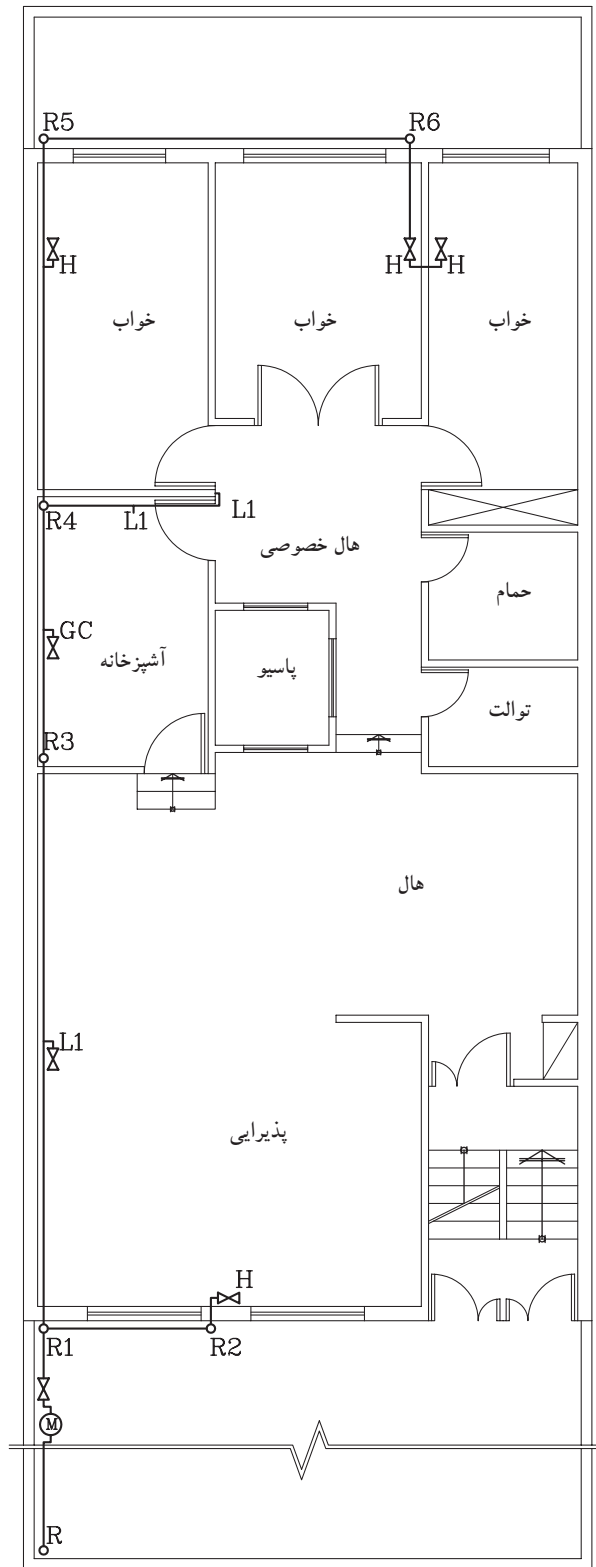 R5 R6
H H H
خواب خواب خواب
R4 L1 L1
هال خصوصی
حمام
GC
آشپزخانه پاسیو
توالت
R3
هال
L1
پذیرایی
H
R1 R2
M
R